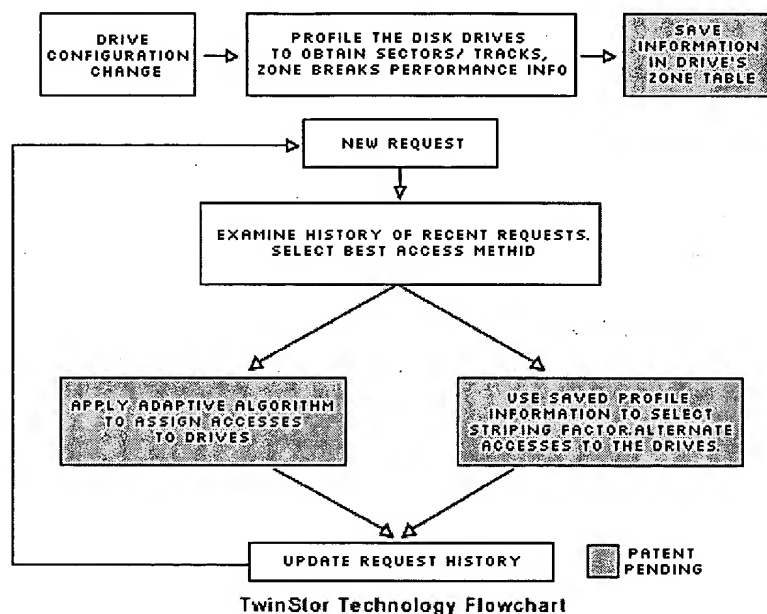 DRIVE
CONFIGURATION
CHANGE
PROFILE THE DISK DRIVES
TO OBTAIN SECTORS/ TRACKS,
ZONE BREAKS PERFORMANCE INFO
SAVE
INFORMATION
IN DRIVE'S
ZONE TABLE
NEW REQUEST
EXAMINE HISTORY OF RECENT REQUESTS.
SELECT BEST ACCESS METHID
APPLY ADAPTIVE ALGORITHM
TO ASSIGN ACCESSES
TO DRIVES
USE SAVED PROFILE
INFORMATION TO SELECT
STRIPING FACTOR.ALTERNATE
ACCESSES TO THE DRIVES.
UPDATE REQUEST HISTORY
PATENT
PENDING
TwinStor Technology Flowchart